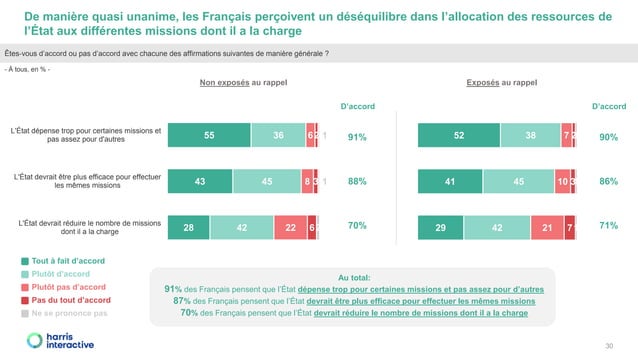 De manière quasi unanime, les Français perçoivent un déséquilibre dans l'allocation des ressources de
l'État aux différentes missions dont il a la charge
Êtes-vous d'accord ou pas d'accord avec chacune des affirmations suivantes de manière générale ?
- À tous, en % -
Non exposés au rappel
Exposés au rappel
D'accord
D'accord
L'État dépense trop pour certaines missions et
pas assez pour d'autres
55 36 6 2 1
91%
52 38 7 2
90%
L'État devrait être plus efficace pour effectuer
les mêmes missions
43 45 8 3 1
88%
41 45 10 3
86%
L'État devrait réduire le nombre de missions
dont il a la charge
28 42 22 6
70%
29 42 21 7
71%
Tout à fait d'accord
Plutôt d'accord
Plutôt pas d'accord
Pas du tout d'accord
Ne se prononce pas
Au total:
91% des Français pensent que l'État dépense trop pour certaines missions et pas assez pour d'autres
87% des Français pensent que l'État devrait être plus efficace pour effectuer les mêmes missions
70% des Français pensent que l'État devrait réduire le nombre de missions dont il a la charge
harris
interactive
30